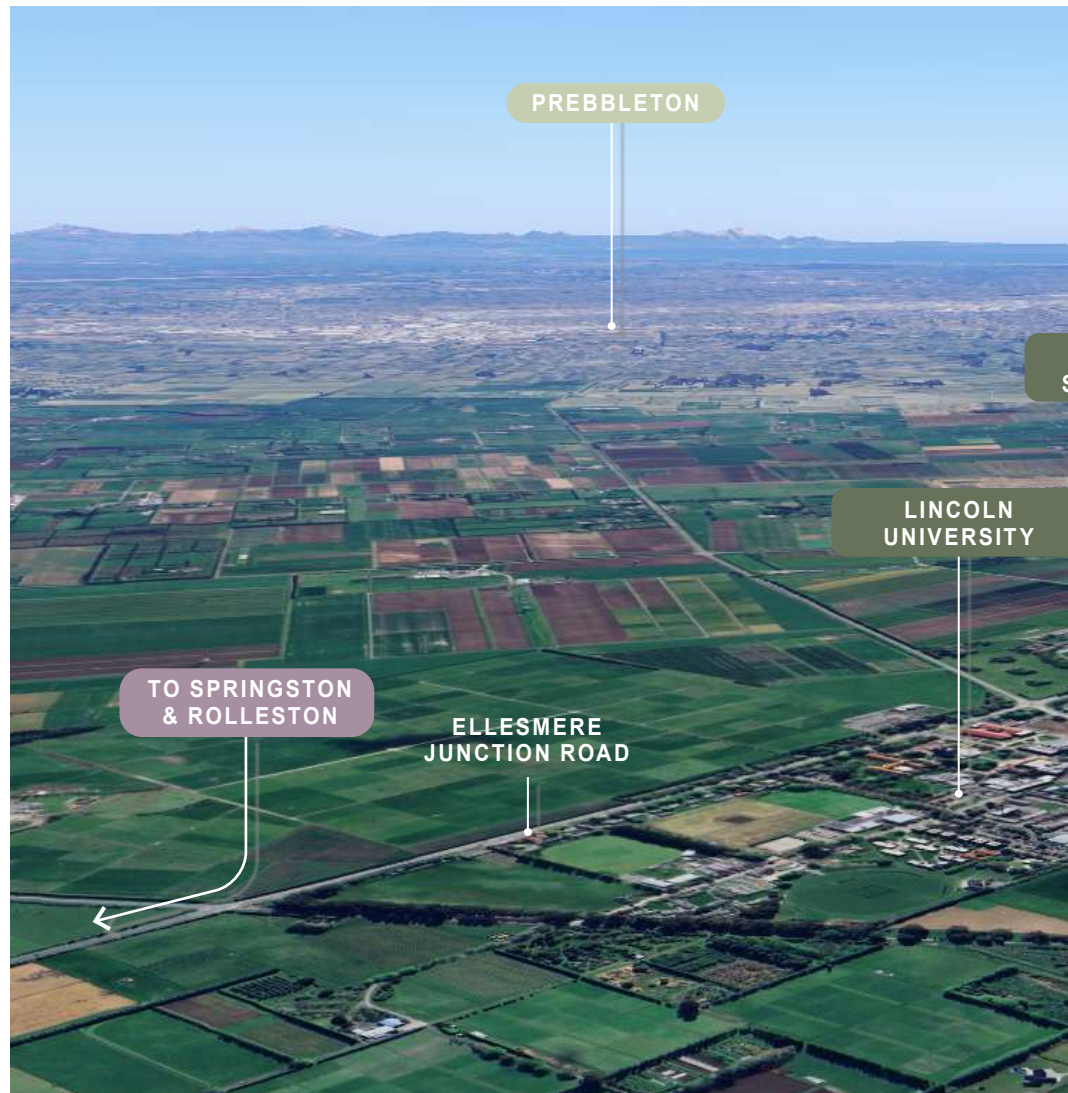 PREBBLETON
LINCOLN
UNIVERSITY
TO SPRINGSTON
& ROLLESTON
ELLESMERE
JUNCTION ROAD